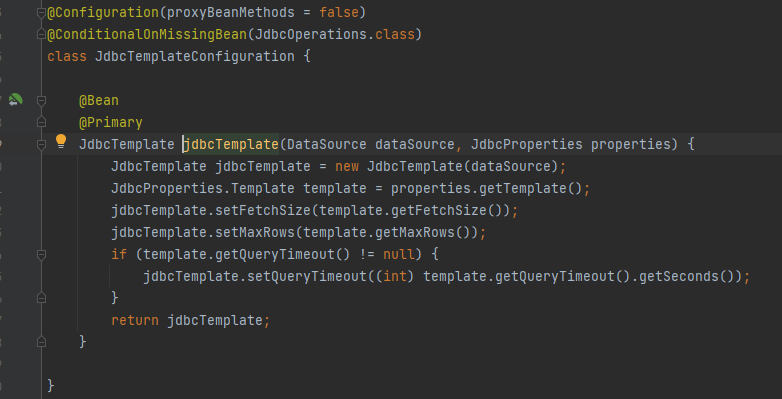 @Configuration(proxyBeanMethods = false)
@ConditionalOnMissingBean(JdbcOperations.class)
class JdbcTemplateConfiguration {
@Bean
@Primary
JdbcTemplate jdbcTemplate(DataSource dataSource, JdbcProperties properties) {
JdbcTemplate jdbcTemplate = new JdbcTemplate(dataSource);
JdbcProperties.Template template = properties.getTemplate();
jdbcTemplate.setFetchSize(template.getFetchSize());
jdbcTemplate.setMaxRows(template.getMaxRows());
if (template.getQueryTimeout() != null) {
jdbcTemplate.setQueryTimeout((int) template.getQueryTimeout().getSeconds());
}
return jdbcTemplate;
}
}